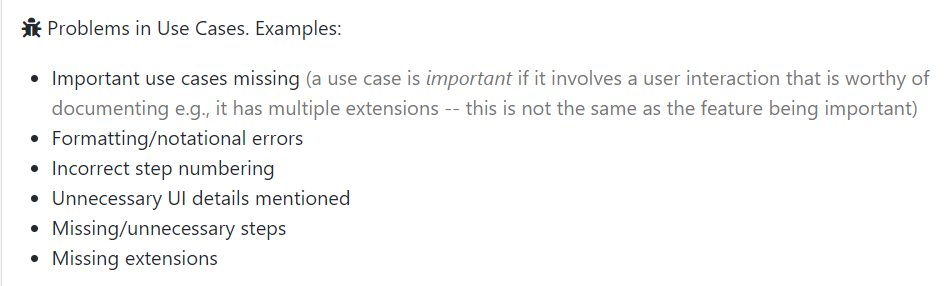 Problems in Use Cases. Examples:
• Important use cases missing (a use case is important if it involves a user interaction that is worthy of
documenting e.g., it has multiple extensions -- this is not the same as the feature being important)
• Formatting/notational errors
• Incorrect step numbering
• Unnecessary UI details mentioned
• Missing/unnecessary steps
• Missing extensions